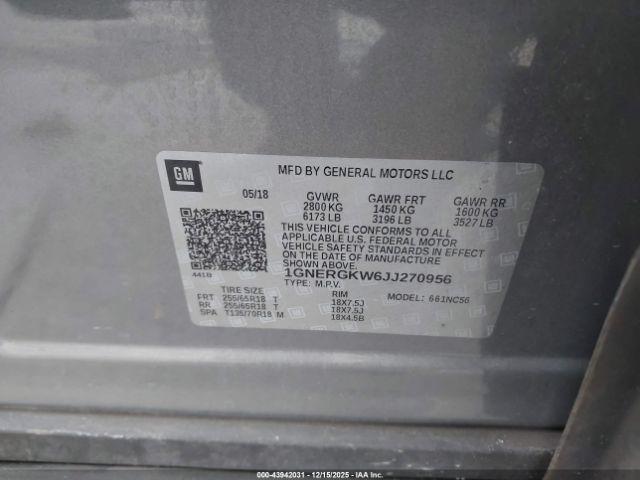 GM
MFD BY GENERAL MOTORS LLC
05/18
GVWR GAWR FRT GAWR RR
2800 KG 1450 KG 1600 KG
6173 LB 3196 LB 3527 LB
THIS VEHICLE CONFORMS TO ALL
APPLICABLE U.S. FEDERAL MOTOR
VEHICLE SAFETY STANDARDS IN EFFECT
ON THE DATE OF MANUFACTURE
SHOWN ABOVE.
1GNERGKW6JJ270956
441B
TYPE: M.P.V. MODEL: 661NC56
TIRE SIZE RIM
FRT 255/65R18 T 18X7.5J
RR 255/65R18 T 18X7.5J
SPA T135/70R18 M 18X4.5B
000-43942031 - 12/15/2025 - IAAI.COM